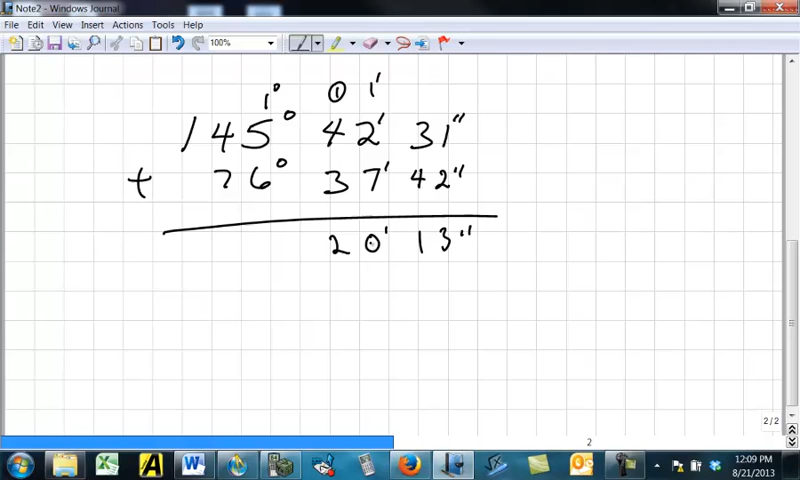 Note2 - Windows Journal
File Edit View Insert Actions Tools Help
100%
1° ① 1'
145° 42' 31"
+ 76° 37' 42"
20' 13"
2/2
2
12:09 PM
8/21/2013